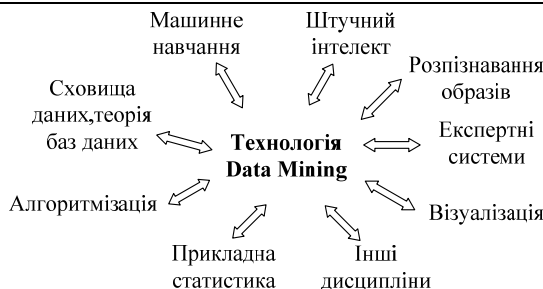 Машинне
навчання
Штучний
інтелект
Розпізнавання
образів
Сховища
даних,теорія
баз даних
Технологія
Data Mining
Експертні
системи
Алгоритмізація
Візуалізація
Прикладна
статистика
Інші
дисципліни